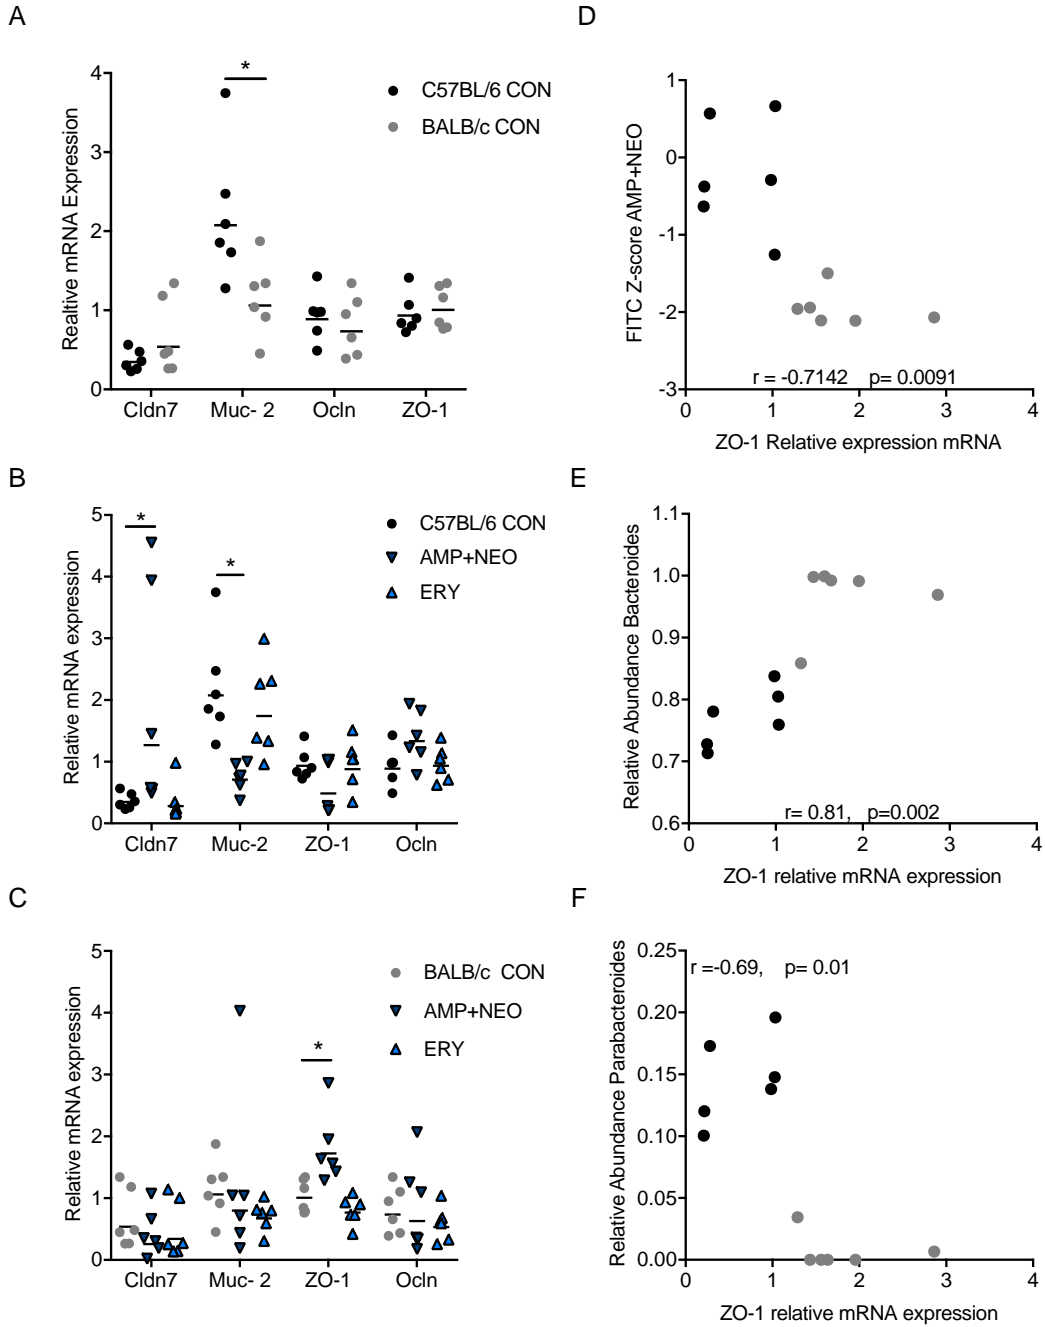 A
Realtive mRNA Expression
4
3
2
1
0
*
C57BL/6 CON
BALB/c CON
Cldn7 Muc- 2 Ocln ZO-1
D
FITC Z-score AMP+NEO
1
0
-1
-2
-3
r = -0.7142 p= 0.0091
0 1 2 3 4
ZO-1 Relative expression mRNA
B
Relative mRNA expression
5
4
3
2
1
0
*
*
C57BL/6 CON
AMP+NEO
ERY
Cldn7 Muc-2 ZO-1 Ocln
E
Relative Abundance Bacteroides
1.1
1.0
0.9
0.8
0.7
0.6
r= 0.81, p=0.002
0 1 2 3 4
ZO-1 relative mRNA expression
C
Relative mRNA expression
5
4
3
2
1
0
*
BALB/c CON
AMP+NEO
ERY
Cldn7 Muc- 2 ZO-1 Ocln
F
Relative Abundance Parabacteroides
0.25
0.20
0.15
0.10
0.05
0.00
r =-0.69, p= 0.01
0 1 2 3 4
ZO-1 relative mRNA expression